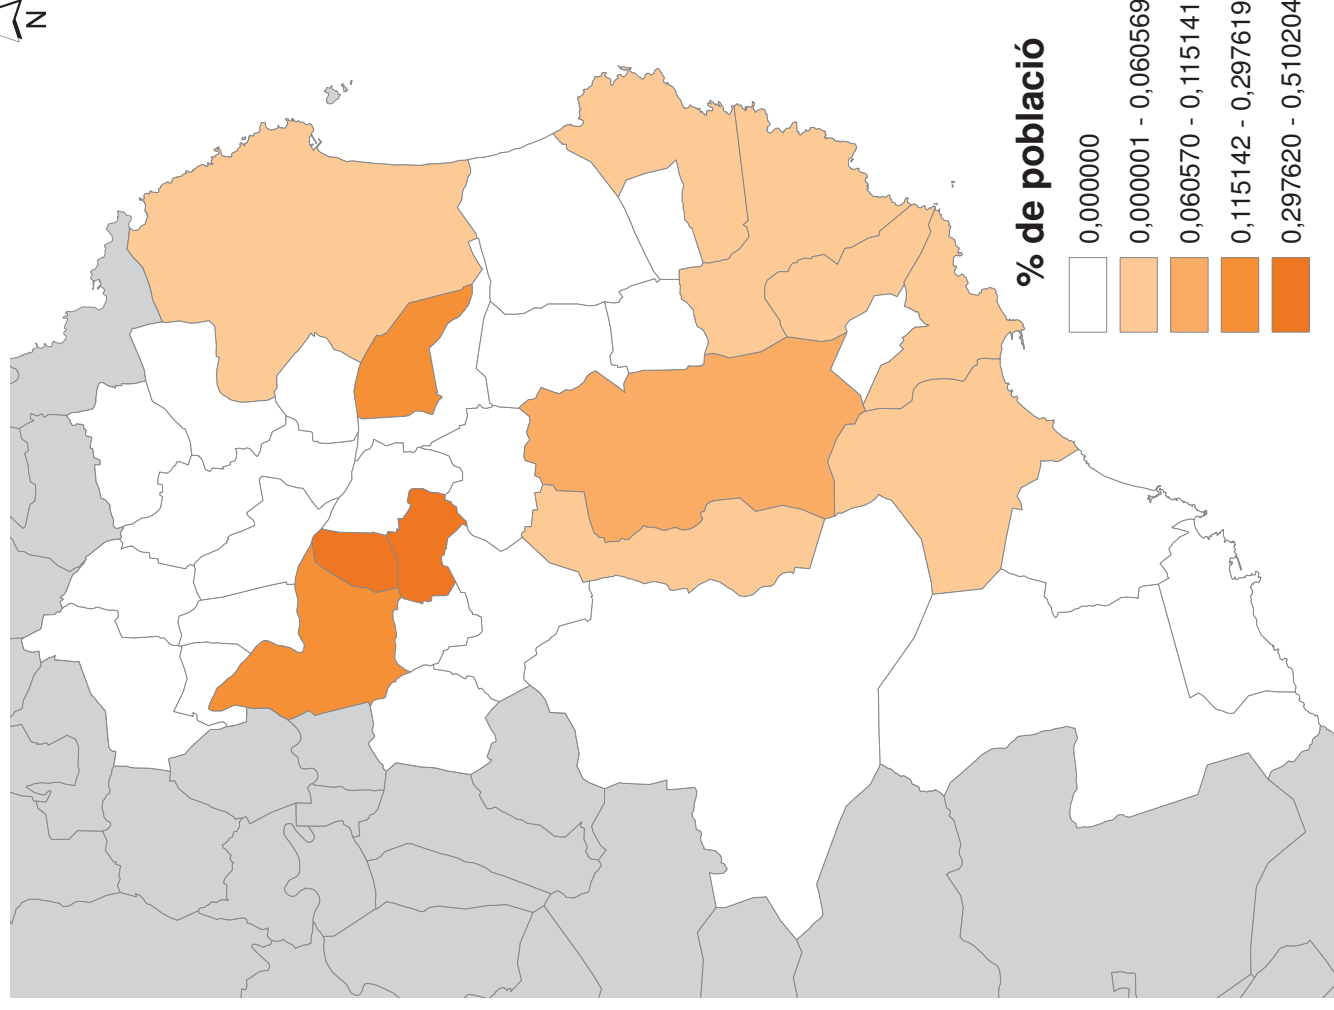 N
% de població
0,000000
0,000001 - 0,060569
0,060570 - 0,115141
0,115142 - 0,297619
0,297620 - 0,510204